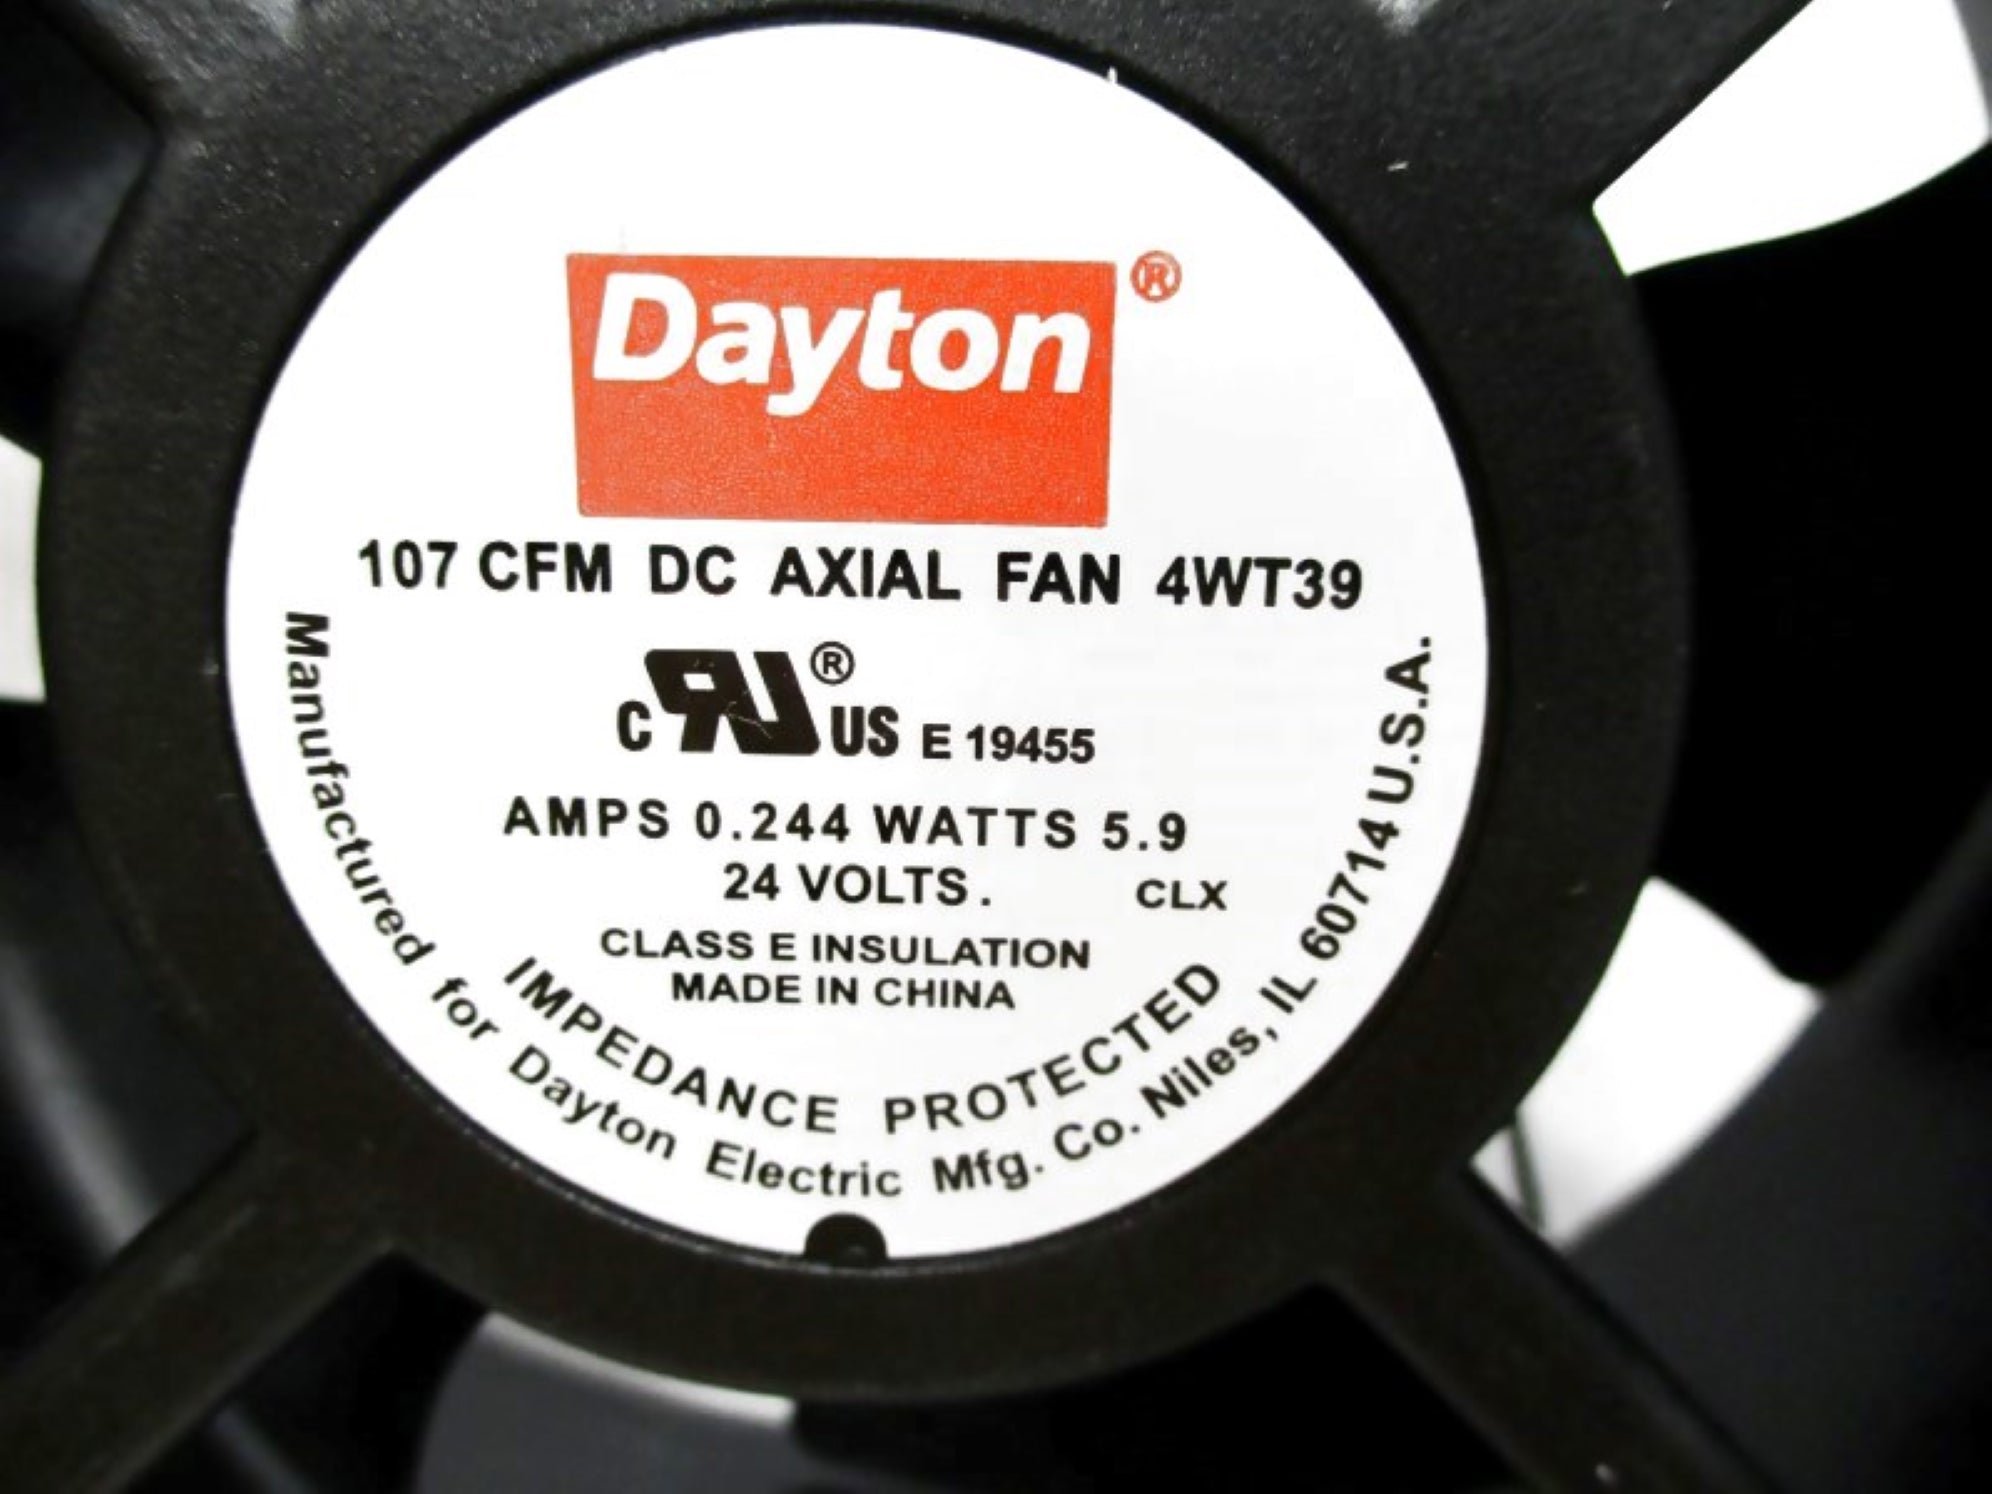 Dayton®
107 CFM DC AXIAL FAN 4WT39
c RU ® US E 19455
AMPS 0.244 WATTS 5.9
24 VOLTS. CLX
CLASS E INSULATION
MADE IN CHINA
IMPEDANCE PROTECTED
Manufactured for Dayton Electric Mfg. Co. Niles, IL 60714 U.S.A.